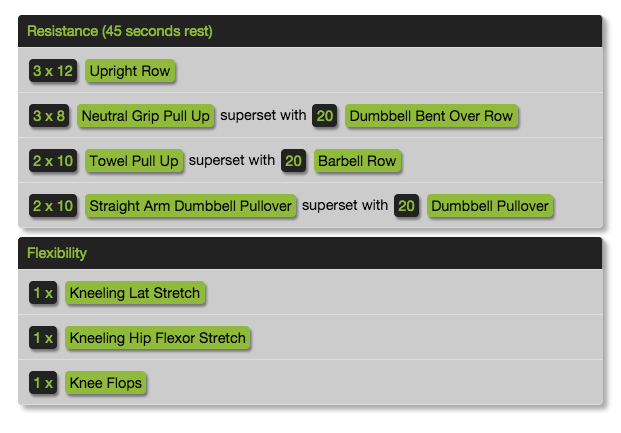 Resistance (45 seconds rest)
3 x 12 Upright Row
3 x 8 Neutral Grip Pull Up superset with 20 Dumbbell Bent Over Row
2 x 10 Towel Pull Up superset with 20 Barbell Row
2 x 10 Straight Arm Dumbbell Pullover superset with 20 Dumbbell Pullover
Flexibility
1 x Kneeling Lat Stretch
1 x Kneeling Hip Flexor Stretch
1 x Knee Flops